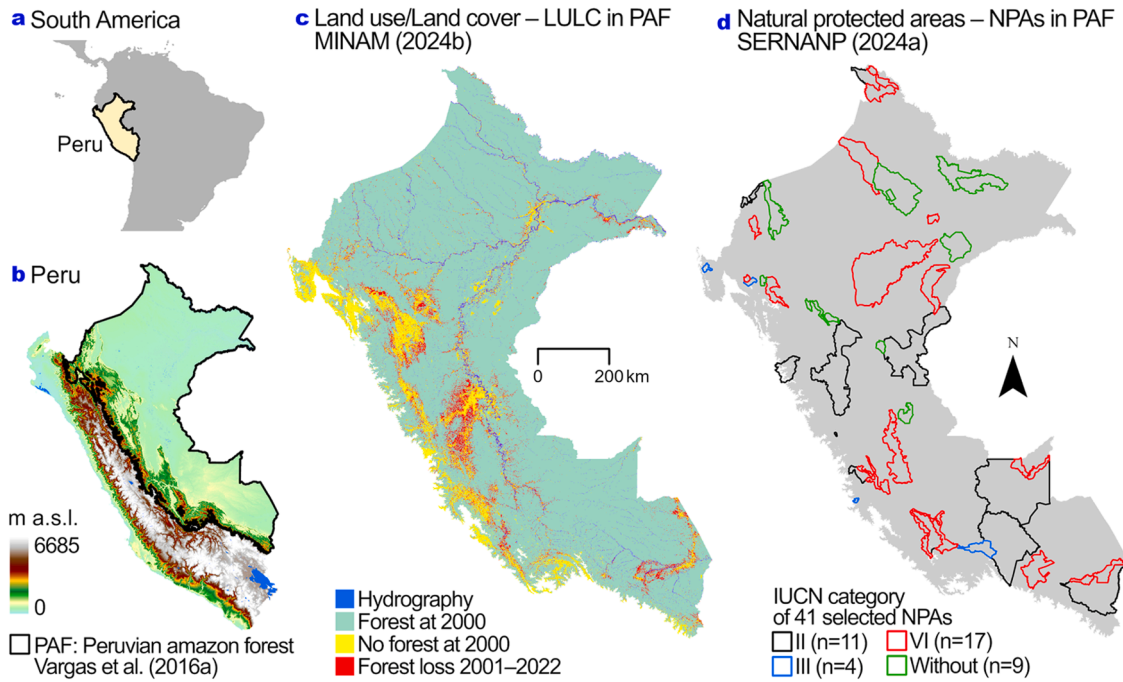 a South America
Peru
b Peru
m a.s.l.
6685
0
PAF: Peruvian amazon forest
Vargas et al. (2016a)
c Land use/Land cover – LULC in PAF
MINAM (2024b)
0 200 km
Hydrography
Forest at 2000
No forest at 2000
Forest loss 2001–2022
d Natural protected areas – NPAs in PAF
SERNANP (2024a)
N
IUCN category
of 41 selected NPAs
II (n=11) VI (n=17)
III (n=4) Without (n=9)